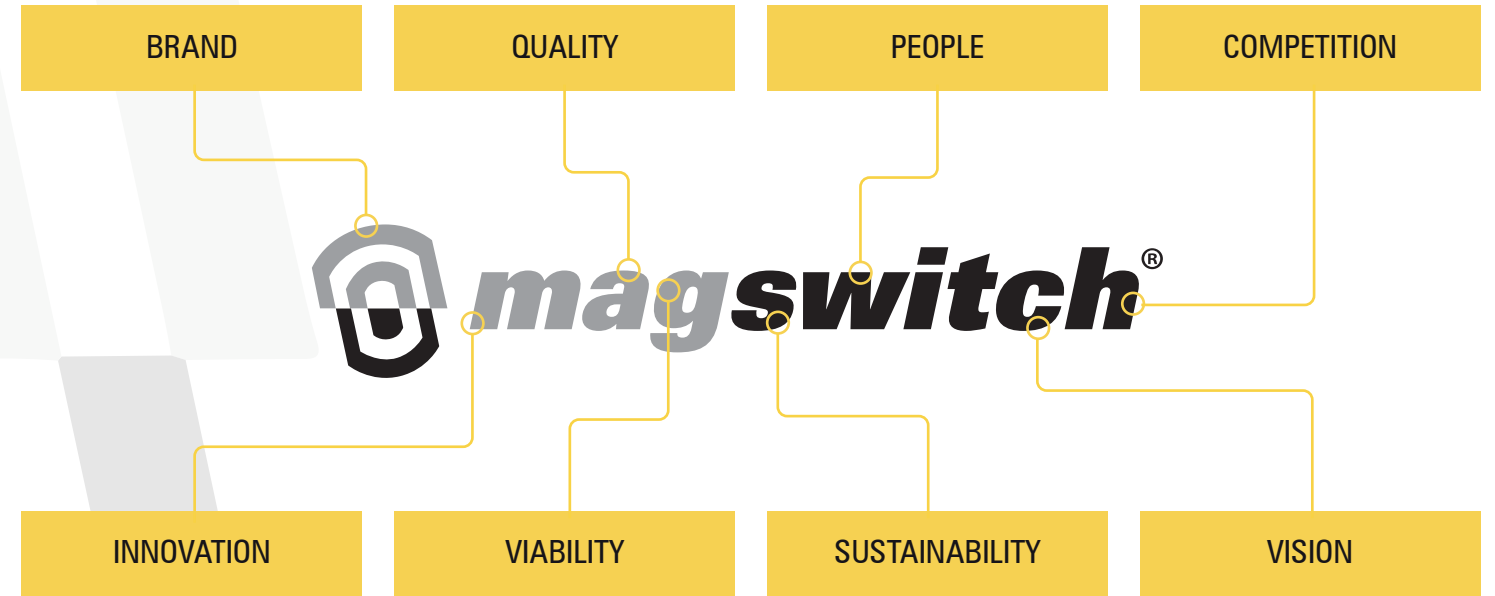 BRAND
QUALITY
PEOPLE
COMPETITION
magswitch®
INNOVATION
VIABILITY
SUSTAINABILITY
VISION